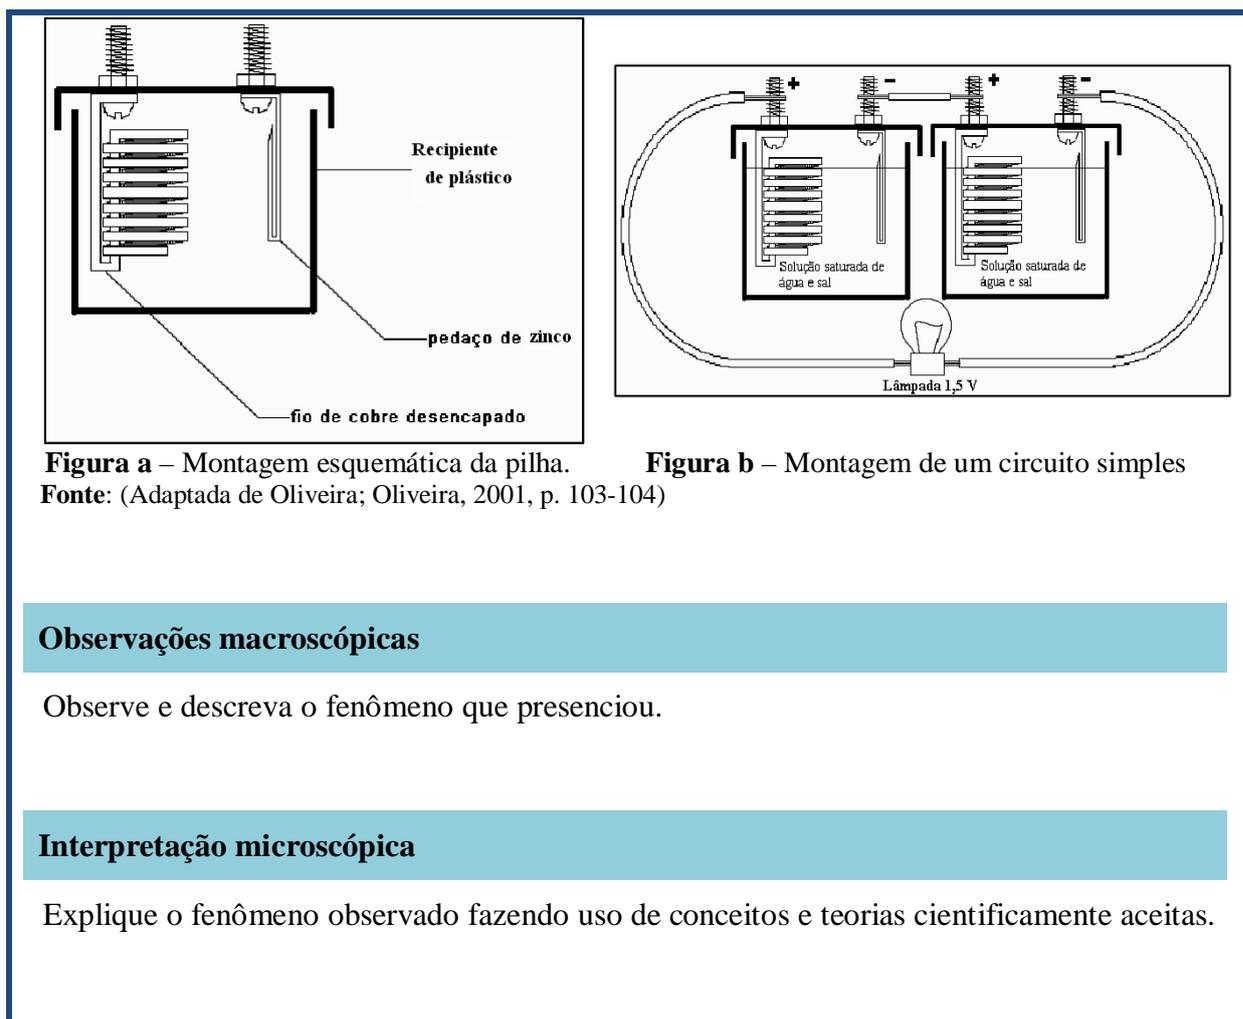 Recipiente
de plástico
pedaço de zinco
fio de cobre desencapado
+ - + -
Solução saturada de
água e sal
Solução saturada de
água e sal
Lâmpada 1,5 V
Figura a – Montagem esquemática da pilha.
Figura b – Montagem de um circuito simples
Fonte: (Adaptada de Oliveira; Oliveira, 2001, p. 103-104)
Observações macroscópicas
Observe e descreva o fenômeno que presenciou.
Interpretação microscópica
Explique o fenômeno observado fazendo uso de conceitos e teorias cientificamente aceitas.